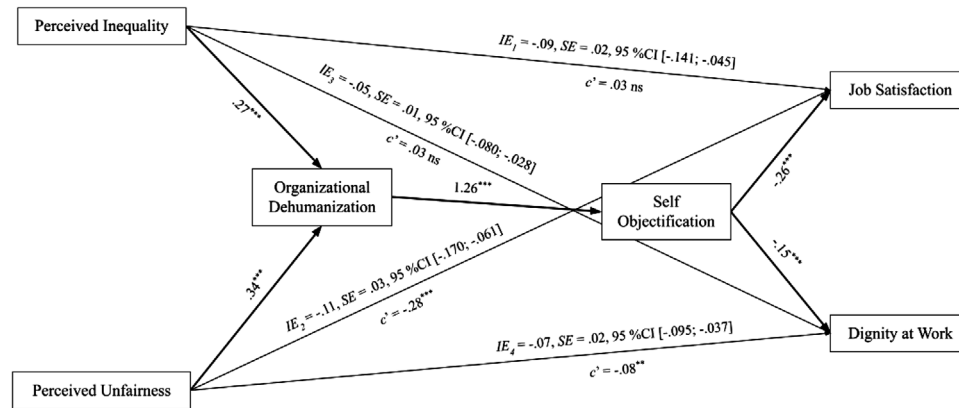 Perceived Inequality
IE₁ = -.09, SE = .02, 95 %CI [-.141; -.045]
c' = .03 ns
Job Satisfaction
IE₃ = -.05, SE = .01, 95 %CI [-.080; -.028]
c' = .03 ns
.27***
Organizational
Dehumanization
1.26***
Self
Objectification
-.26***
-.15***
.34***
IE₂ = -.11, SE = .03, 95 %CI [-.170; -.061]
c' = -.28***
IE₄ = -.07, SE = .02, 95 %CI [-.095; -.037]
c' = -.08**
Dignity at Work
Perceived Unfairness